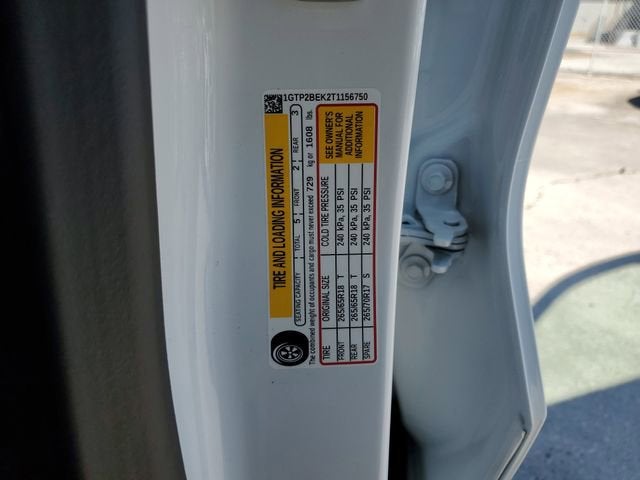 1GTP2BEK2T1156750
TIRE AND LOADING INFORMATION
SEATING CAPACITY TOTAL 5 FRONT 2 REAR 3
The combined weight of occupants and cargo must never exceed 729 kg or 1608 lbs.
TIRE ORIGINAL SIZE COLD TIRE PRESSURE
FRONT 265/65R18 T 240 kPa, 35 PSI
REAR 265/65R18 T 240 kPa, 35 PSI
SPARE 265/70R17 S 240 kPa, 35 PSI
SEE OWNER'S
MANUAL FOR
ADDITIONAL
INFORMATION